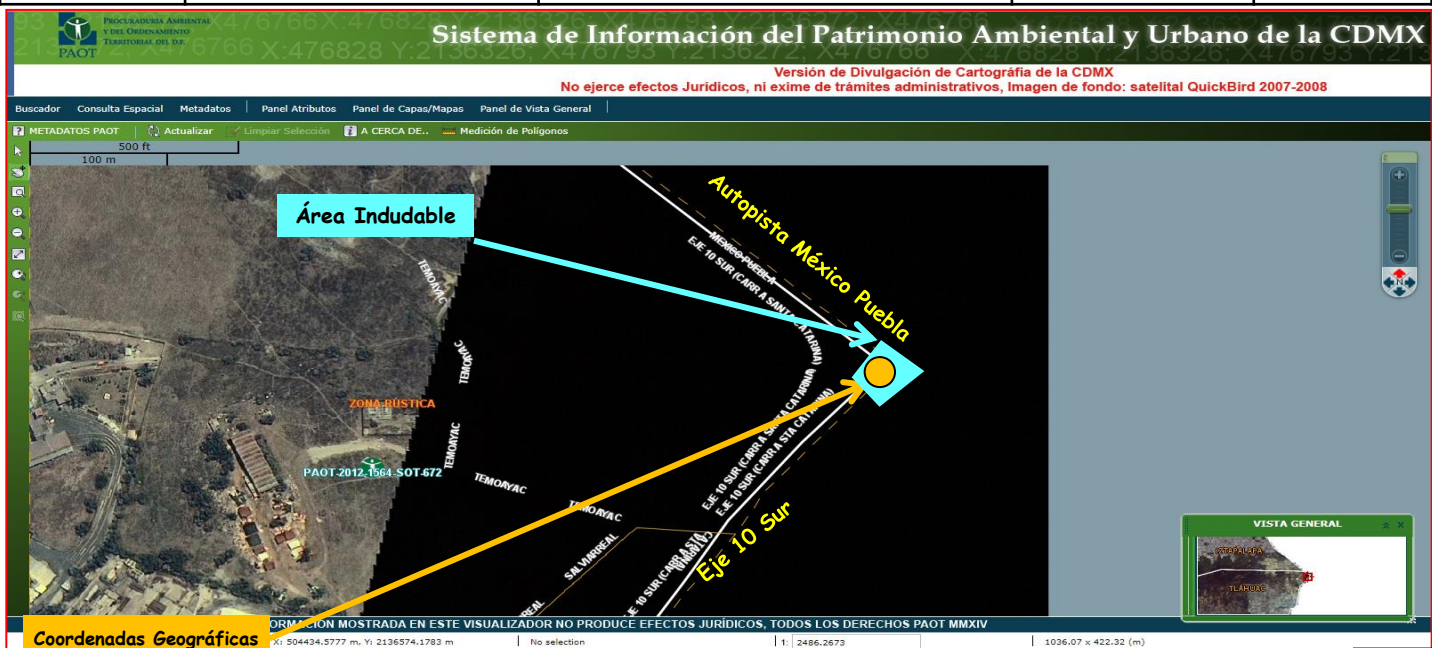 PROCURADURIA AMBIENTAL
Y DEL ORDENAMIENTO
TERRITORIAL DEL D.F.
PAOT
Sistema de Información del Patrimonio Ambiental y Urbano de la CDMX
Versión de Divulgación de Cartográfia de la CDMX
No ejerce efectos Jurídicos, ni exime de trámites administrativos, Imagen de fondo: satelital QuickBird 2007-2008
Buscador Consulta Espacial Metadatos Panel Atributos Panel de Capas/Mapas Panel de Vista General
METADATOS PAOT Actualizar Limpiar Selección A CERCA DE.. Medición de Polígonos
500 ft
100 m
Área Indudable
Autopista México Puebla
MEXICO-PUEBLA
EJE 10 SUR (CARR A SANTA CATARINA)
TEMOAYAC
TEMOAYAC
TEMOAYAC
ZONA RÚSTICA
TEMOAYAC
PAOT-2012-1564-SOT-672
TEMOAYAC
TEMOAYAC
EJE 10 SUR (CARR A SANTA CATARINA)
EJE 10 SUR (CARR A STA CATARINA)
Eje 10 Sur
SALVIARREAL
EJE 10 SUR (CARR A STA
CATARINA)
VISTA GENERAL
IZTAPALAPA
TLAHUAC
ORMACIÓN MOSTRADA EN ESTE VISUALIZADOR NO PRODUCE EFECTOS JURÍDICOS, TODOS LOS DERECHOS PAOT MMXIV
Coordenadas Geográficas
X: 504434.5777 m, Y: 2136574.1783 m No selection 1: 2486.2673 1036.07 x 422.32 (m)